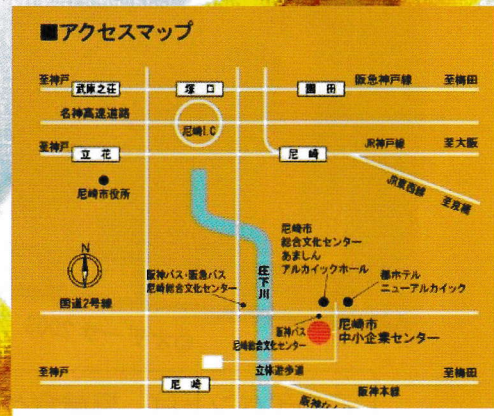 ■アクセスマップ
至神戸 武庫之荘 塚口 園田 阪急神戸線 至梅田
名神高速道路
尼崎I.C
至神戸 立花 尼崎 JR神戸線 至大阪
JR東西線 至京橋
尼崎市役所
尼崎市
総合文化センター
あましん
アルカイックホール
N
阪神バス・阪急バス
尼崎総合文化センター
庄下川
都ホテル
ニューアルカイック
国道2号線
阪神バス
尼崎総合文化センター
尼崎市
中小企業センター
至神戸 尼崎 立体遊歩道 阪神本線 至梅田